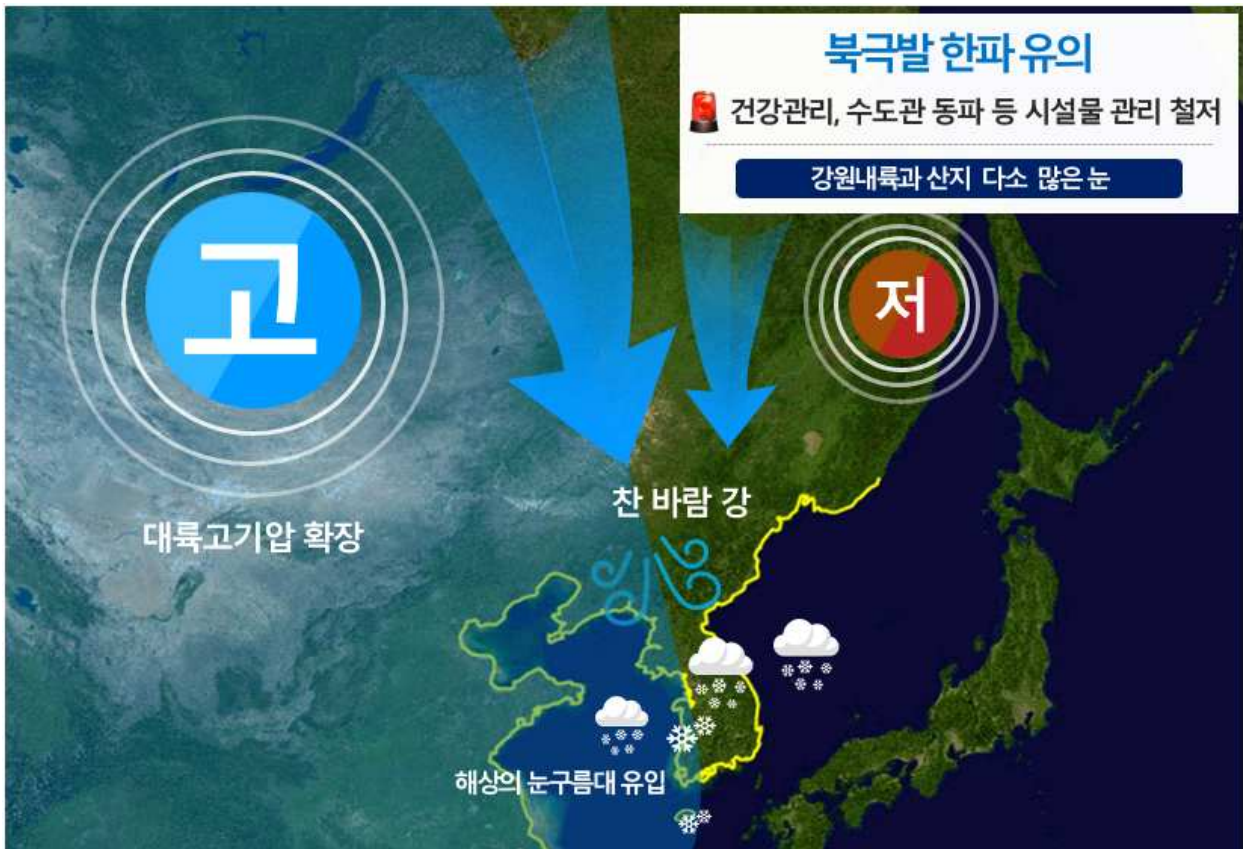 북극발 한파 유의
건강관리, 수도관 동파 등 시설물 관리 철저
강원내륙과 산지 다소 많은 눈
고
저
찬 바람 강
대륙고기압 확장
해상의 눈구름대 유입